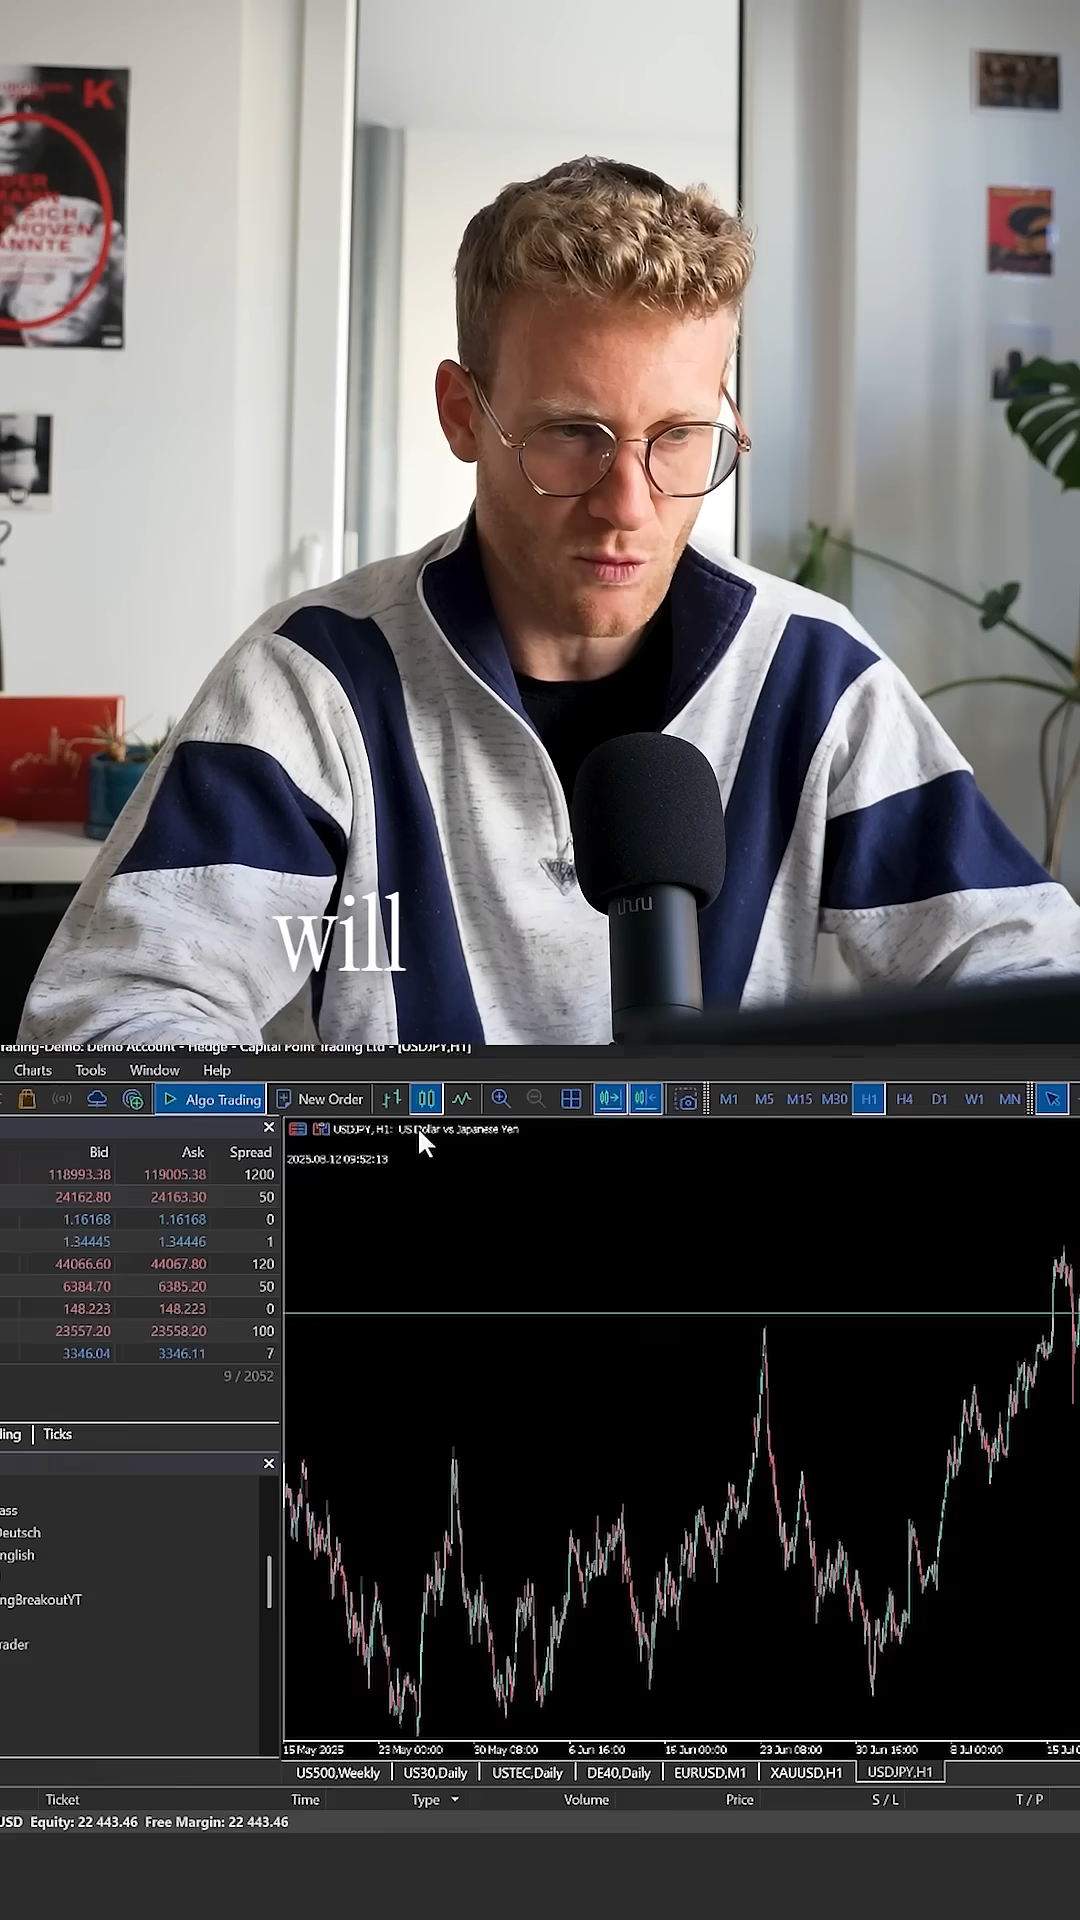 K
DER
MANN
R SICH
THOVEN
ANNTE
will
Trading-Demo: Demo Account - Hedge - Capital Point Trading Ltd - [USDJPY,H1]
Charts Tools Window Help
Algo Trading New Order M1 M5 M15 M30 H1 H4 D1 W1 MN
Bid Ask Spread
118993.38 119005.38 1200
24162.80 24163.30 50
1.16168 1.16168 0
1.34445 1.34446 1
44066.60 44067.80 120
6384.70 6385.20 50
148.223 148.223 0
23557.20 23558.20 100
3346.04 3346.11 7
9 / 2052
ding Ticks
ass
Deutsch
nglish
ngBreakoutYT
rader
USDJPY, H1: US Dollar vs Japanese Yen
2025.08.12 09:52:13
15 May 2025 23 May 00:00 30 May 08:00 6 Jun 16:00 16 Jun 00:00 23 Jun 08:00 30 Jun 16:00 8 Jul 00:00 15 Jul 0
US500,Weekly US30,Daily USTEC,Daily DE40,Daily EURUSD,M1 XAUUSD,H1 USDJPY,H1
Ticket Time Type Volume Price S / L T / P
USD Equity: 22 443.46 Free Margin: 22 443.46